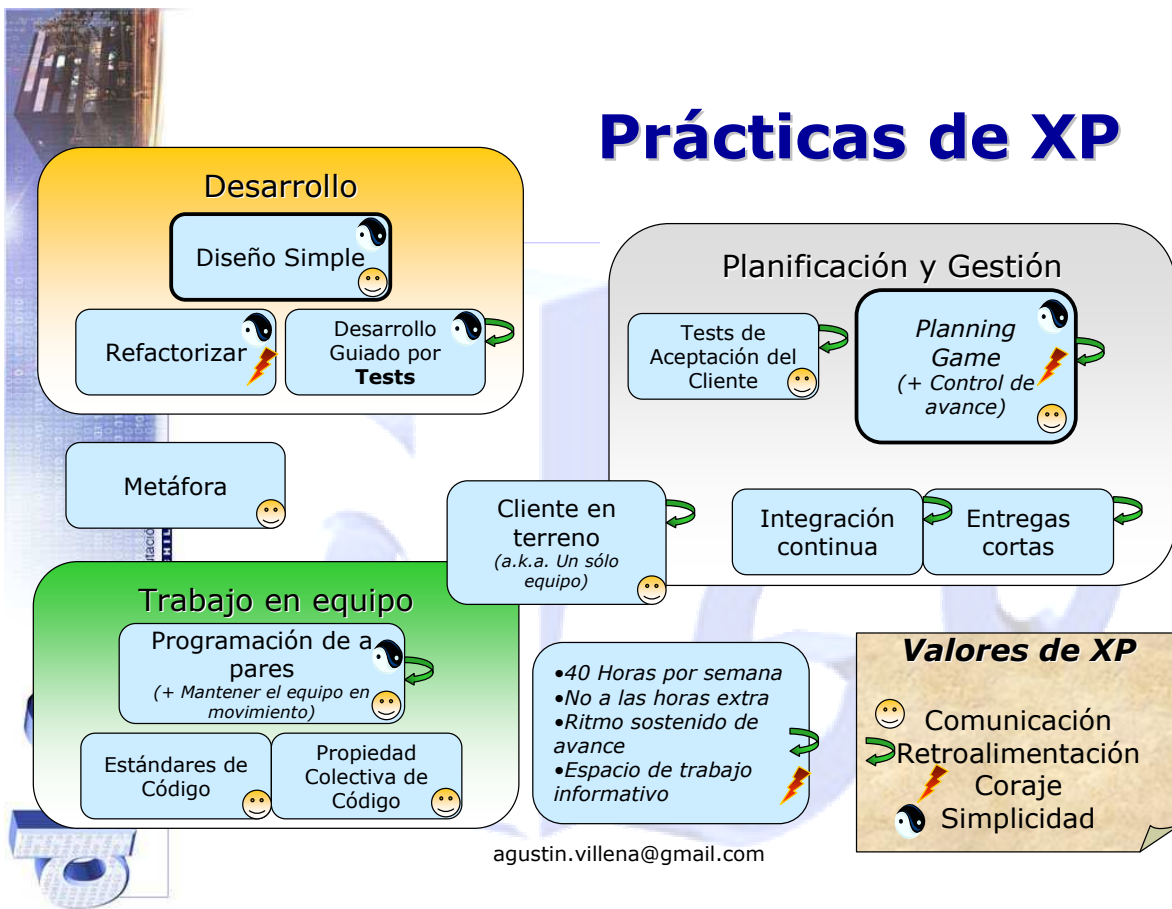 Prácticas de XP
Desarrollo
Diseño Simple
Refactorizar
Desarrollo
Guiado por
Tests
Planificación y Gestión
Tests de
Aceptación del
Cliente
Planning
Game
(+ Control de
avance)
Metáfora
Cliente en
terreno
(a.k.a. Un sólo
equipo)
Integración
continua
Entregas
cortas
Trabajo en equipo
Programación de a
pares
(+ Mantener el equipo en
movimiento)
Estándares de
Código
Propiedad
Colectiva de
Código
•40 Horas por semana
•No a las horas extra
•Ritmo sostenido de
avance
•Espacio de trabajo
informativo
Valores de XP
Comunicación
Retroalimentación
Coraje
Simplicidad
agustin.villena@gmail.com